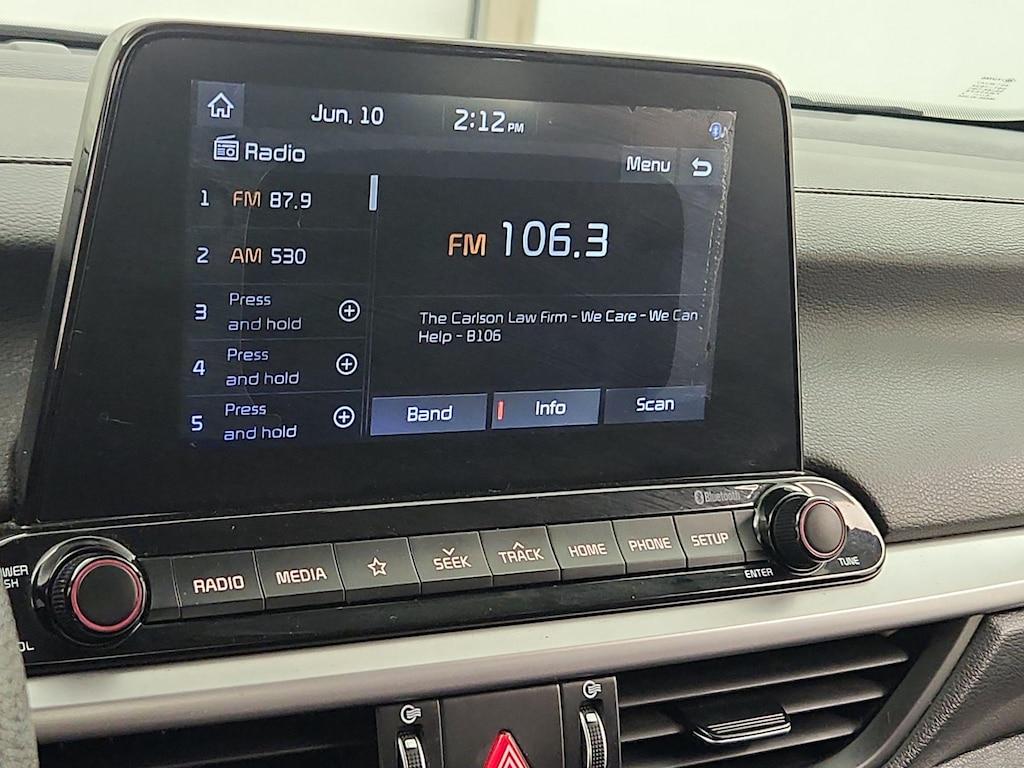 Jun. 10 2:12 PM
Radio
Menu
1 FM 87.9
FM 106.3
2 AM 530
3 Press
and hold
The Carlson Law Firm - We Care - We Can
Help - B106
4 Press
and hold
5 Press
and hold
Band Info Scan
Bluetooth
RADIO MEDIA SEEK TRACK HOME PHONE SETUP
ENTER TUNE